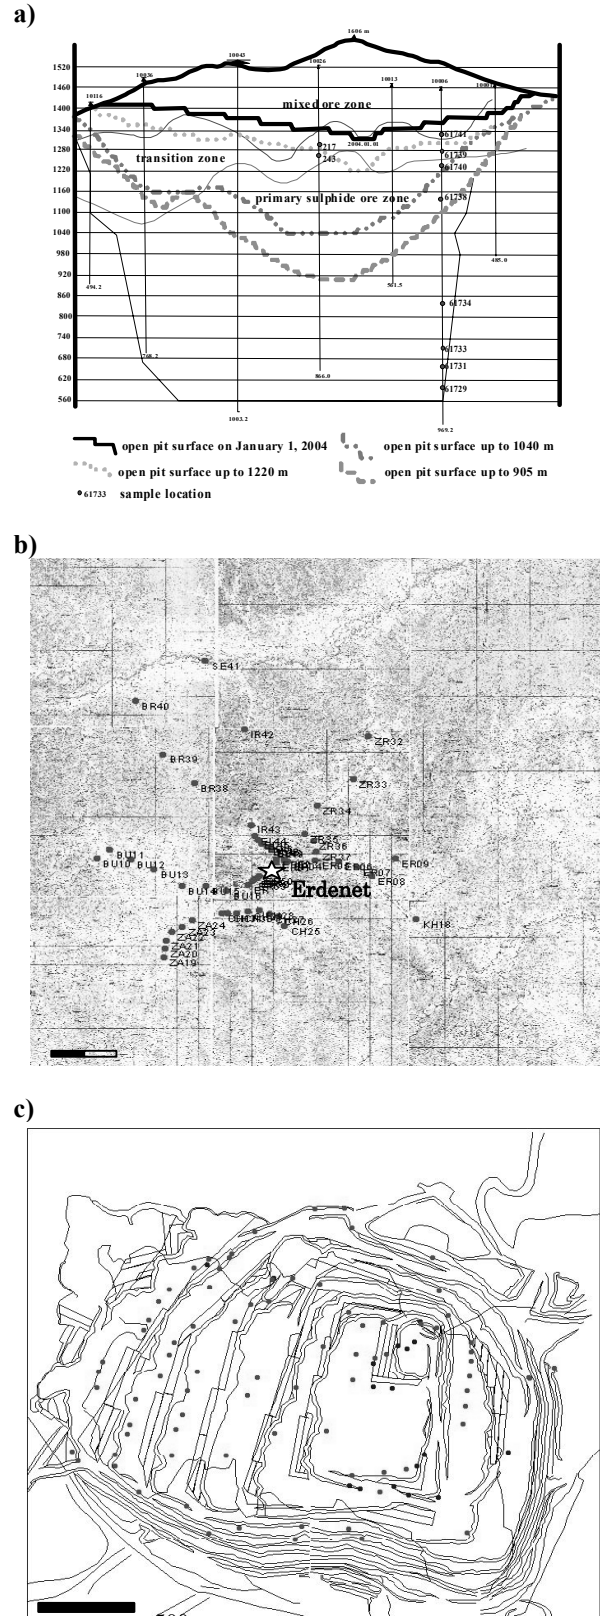 a)
1606 m
10043
10026
1520
10036
10013
10006
1460
10116
10001
mixed ore zone
1400
1340
61741
217
2004.01.01
1280
transition zone
243
61739
1220
61740
1160
primary sulphide ore zone
61738
1100
1040
980
485.0
920
494.2
561.5
860
61734
800
740
61733
768.2
680
866.0
61731
620
61729
560
1003.2
969.2
open pit surface on January 1, 2004
open pit surface up to 1040 m
open pit surface up to 1220 m
open pit surface up to 905 m
61733 sample location
b)
SE41
BR40
IR42
ZR32
BR39
ZR33
BR38
ZR34
IR43
ZR35
ZR36
BU11
ZR37
BU10
BU12
ER09
BU13
ER07
ER08
Erdenet
BU14
BU15
BU16
CH26
ZA24
CH25
KH18
ZA23
ZA22
ZA21
ZA20
ZA19
c)